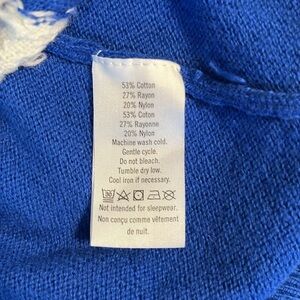 53% Cotton
27% Rayon
20% Nylon
53% Coton
27% Rayonne
20% Nylon
Machine wash cold.
Gentle cycle.
Do not bleach.
Tumble dry low.
Cool iron if necessary.
Not intended for sleepwear.
Non conçu comme vêtement
de nuit.